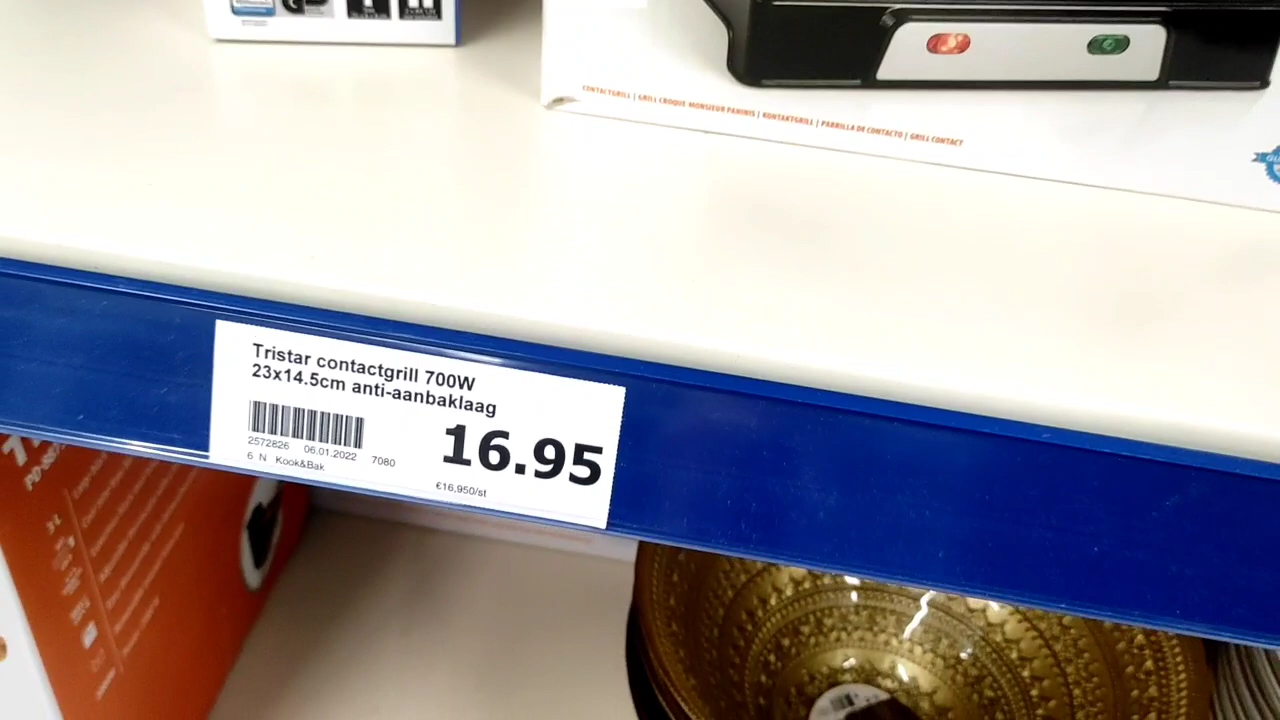 CONTACTGRILL | GRILL CROQUE MONSIEUR PANINIS | KONTAKTGRILL | PARRILLA DE CONTACTO | GRILL CONTACT
Tristar contactgrill 700W
23x14.5cm anti-aanbaklaag
16.95
2572826 06.01.2022 7080
6 N Kook&Bak
€16,950/st